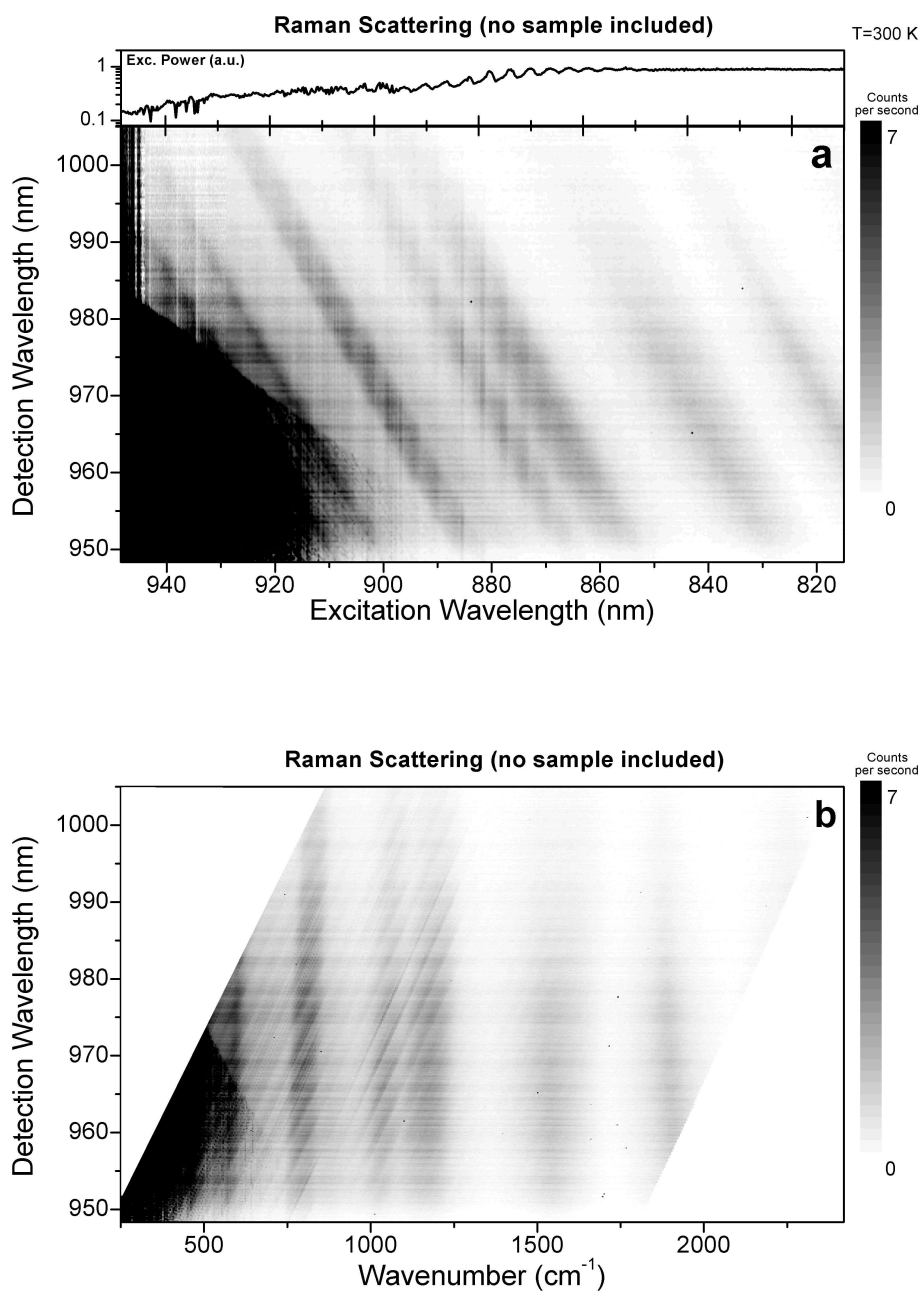 Raman Scattering (no sample included)
T=300 K
Exc. Power (a.u.)
1
0.1
Counts
per second
7
0
a
1000
990
980
970
960
950
Detection Wavelength (nm)
940 920 900 880 860 840 820
Excitation Wavelength (nm)
Raman Scattering (no sample included)
Counts
per second
7
0
b
1000
990
980
970
960
950
Detection Wavelength (nm)
500 1000 1500 2000
Wavenumber (cm⁻¹)